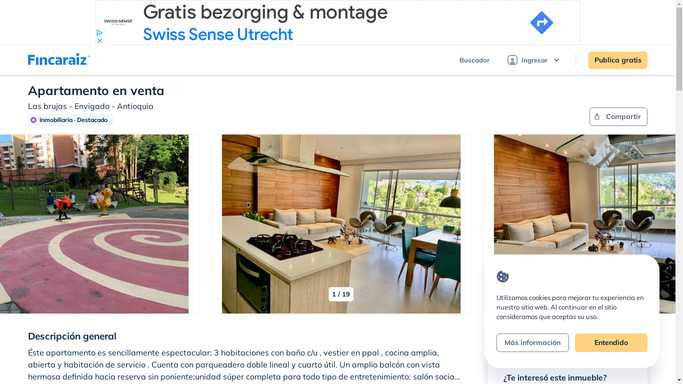 Gratis bezorging & montage
SWISS SENSE
Swiss Sense Utrecht
Fincaraiz
Buscador
Ingresar
Publica gratis
Apartamento en venta
Las brujas - Envigado - Antioquia
Inmobiliaria - Destacado
Compartir
1 / 19
Utilizamos cookies para mejorar tu experiencia en
nuestro sitio web. Al continuar en el sitio
consideramos que aceptas su uso.
Más información
Entendido
Descripción general
Éste apartamento es sencillamente espectacular; 3 habitaciones con baño c/u , vestier en ppal , cocina amplia,
abierta y habitación de servicio . Cuenta con parqueadero doble lineal y cuarto útil. Un amplio balcón con vista
hermosa definida hacia reserva sin poniente;unidad súper completa para todo tipo de entretenimiento: salón socia...
¿Te interesó este inmueble?